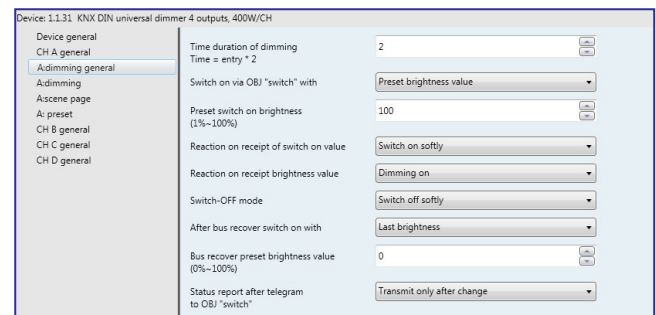 Device: 1.1.31 KNX DIN universal dimmer 4 outputs, 400W/CH
Device general
CH A general
A:dimming general
A:dimming
A:scene page
A: preset
CH B general
CH C general
CH D general
Time duration of dimming
Time = entry * 2
2
Switch on via OBJ "switch" with
Preset brightness value
Preset switch on brightness
(1%~100%)
100
Reaction on receipt of switch on value
Switch on softly
Reaction on receipt brightness value
Dimming on
Switch-OFF mode
Switch off softly
After bus recover switch on with
Last brightness
Bus recover preset brightness value
(0%~100%)
0
Status report after telegram
to OBJ "switch"
Transmit only after change